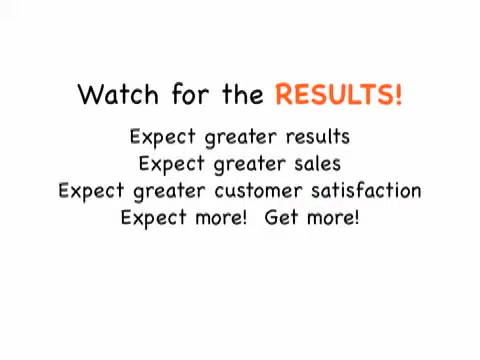 Watch for the RESULTS!
Expect greater results
Expect greater sales
Expect greater customer satisfaction
Expect more!  Get more!